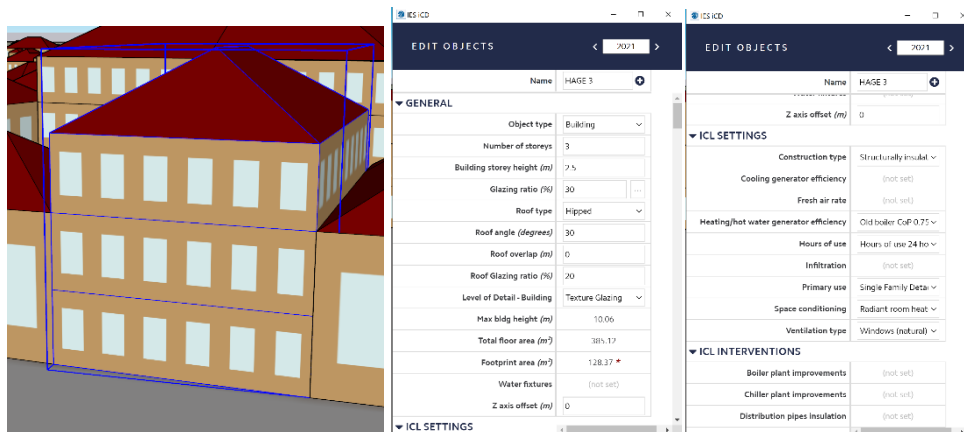 IES iCD
EDIT OBJECTS
< 2021 >
Name HAGE 3
GENERAL
Object type Building
Number of storeys 3
Building storey height (m) 2.5
Glazing ratio (%) 30 ...
Roof type Hipped
Roof angle (degrees) 30
Roof overlap (m) 0
Roof Glazing ratio (%) 20
Level of Detail - Building Texture Glazing
Max bldg height (m) 10.06
Total floor area (m²) 385.12
Footprint area (m²) 128.37 *
Water fixtures (not set)
Z axis offset (m) 0
ICL SETTINGS
IES iCD
EDIT OBJECTS
< 2021 >
Name HAGE 3
Z axis offset (m) 0
ICL SETTINGS
Construction type Structurally insulat
Cooling generator efficiency (not set)
Fresh air rate (not set)
Heating/hot water generator efficiency Old boiler CoP 0.75
Hours of use Hours of use 24 ho
Infiltration (not set)
Primary use Single Family Detac
Space conditioning Radiant room heat
Ventilation type Windows (natural)
ICL INTERVENTIONS
Boiler plant improvements (not set)
Chiller plant improvements (not set)
Distribution pipes insulation (not set)